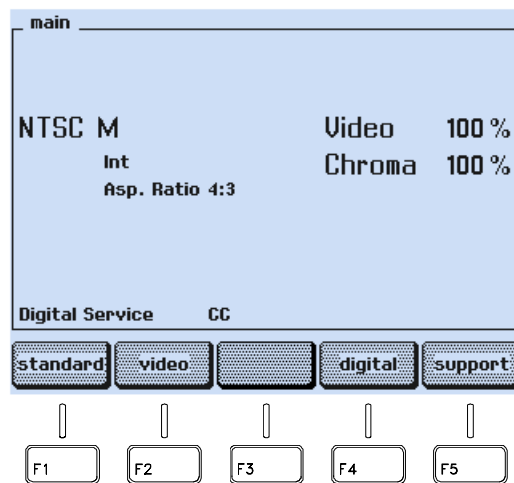 main
NTSC M Video 100 %
Int Chroma 100 %
Asp. Ratio 4:3
Digital Service CC
standard video digital support
F1 F2 F3 F4 F5